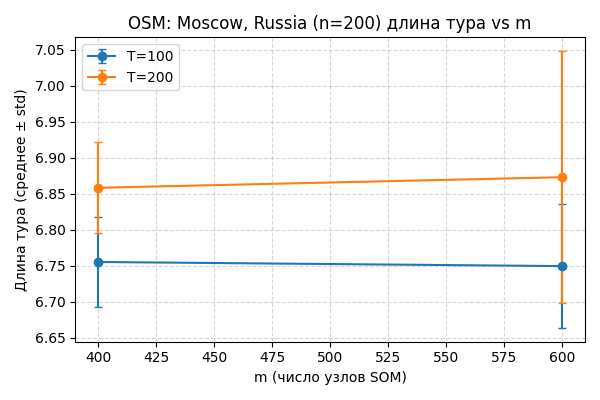 OSM: Moscow, Russia (n=200) длина тура vs m
Длина тура (среднее ± std)
7.05
7.00
6.95
6.90
6.85
6.80
6.75
6.70
6.65
T=100
T=200
400 425 450 475 500 525 550 575 600
m (число узлов SOM)